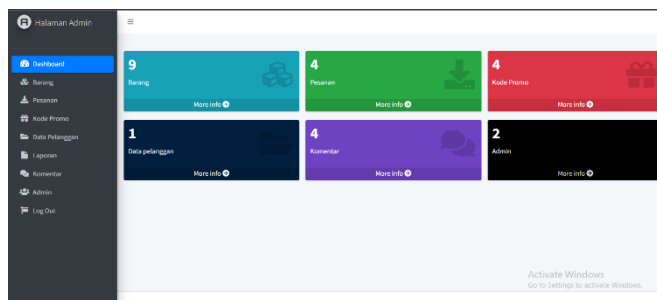 Halaman Admin
Dashboard
Barang
Pesanan
Kode Promo
Data Pelanggan
Laporan
Komentar
Admin
Log Out
9
Barang
More info
4
Pesanan
More info
4
Kode Promo
More info
1
Data pelanggan
More info
4
Komentar
More info
2
Admin
More info
Activate Windows
Go to Settings to activate Windows.